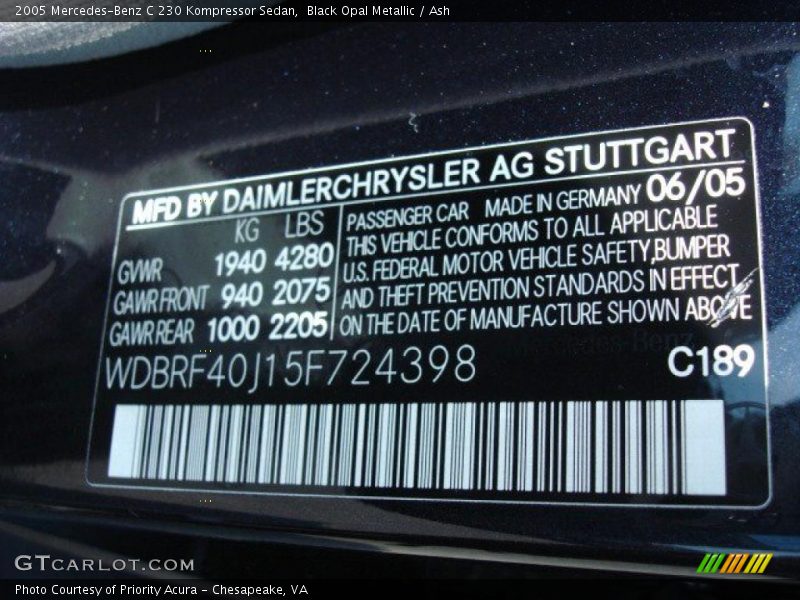 2005 Mercedes-Benz C 230 Kompressor Sedan,  Black Opal Metallic / Ash
MFD BY DAIMLERCHRYSLER AG STUTTGART
KG LBS
GVWR 1940 4280
GAWR FRONT 940 2075
GAWR REAR 1000 2205
PASSENGER CAR MADE IN GERMANY 06/05
THIS VEHICLE CONFORMS TO ALL APPLICABLE
U.S. FEDERAL MOTOR VEHICLE SAFETY,BUMPER
AND THEFT PREVENTION STANDARDS IN EFFECT
ON THE DATE OF MANUFACTURE SHOWN ABOVE
WDBRF40J15F724398
C189
GTCARLOT.COM
Photo Courtesy of Priority Acura - Chesapeake, VA